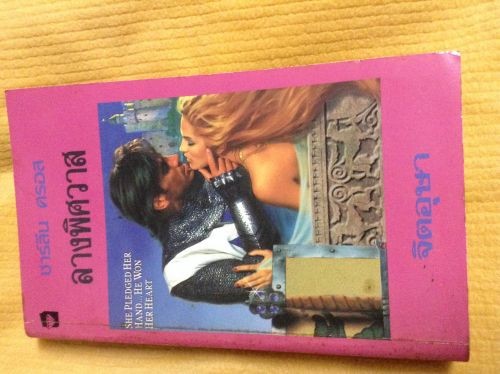 ชาร์ลีน ครอส
ลางพิศวาส
SHE PLEDGED HER
HAND... HE WON
HER HEART
จิตอุษา